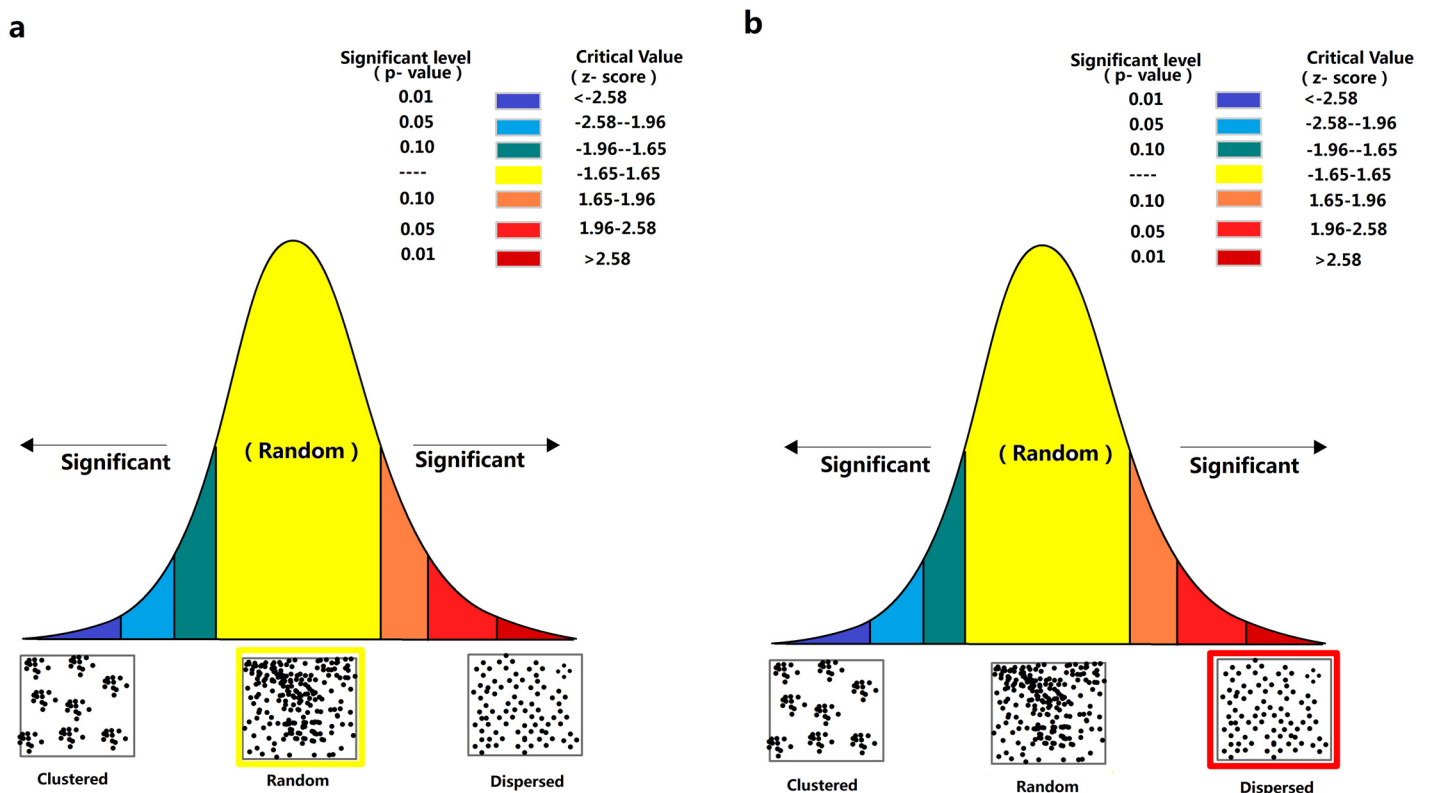 a
Significant level
( p- value )
Critical Value
( z- score )
0.01 <-2.58
0.05 -2.58--1.96
0.10 -1.96--1.65
---- -1.65-1.65
0.10 1.65-1.96
0.05 1.96-2.58
0.01 >2.58
( Random )
Significant
Significant
Clustered
Random
Dispersed
b
Significant level
( p- value )
Critical Value
( z- score )
0.01 <-2.58
0.05 -2.58--1.96
0.10 -1.96--1.65
---- -1.65-1.65
0.10 1.65-1.96
0.05 1.96-2.58
0.01 >2.58
( Random )
Significant
Significant
Clustered
Random
Dispersed